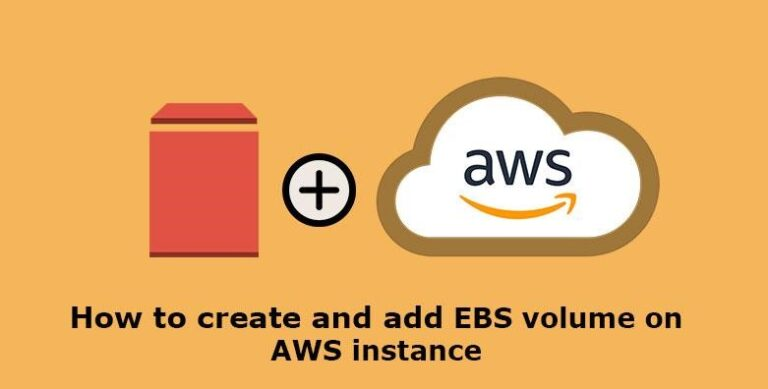 aws
How to create and add EBS volume on
AWS instance